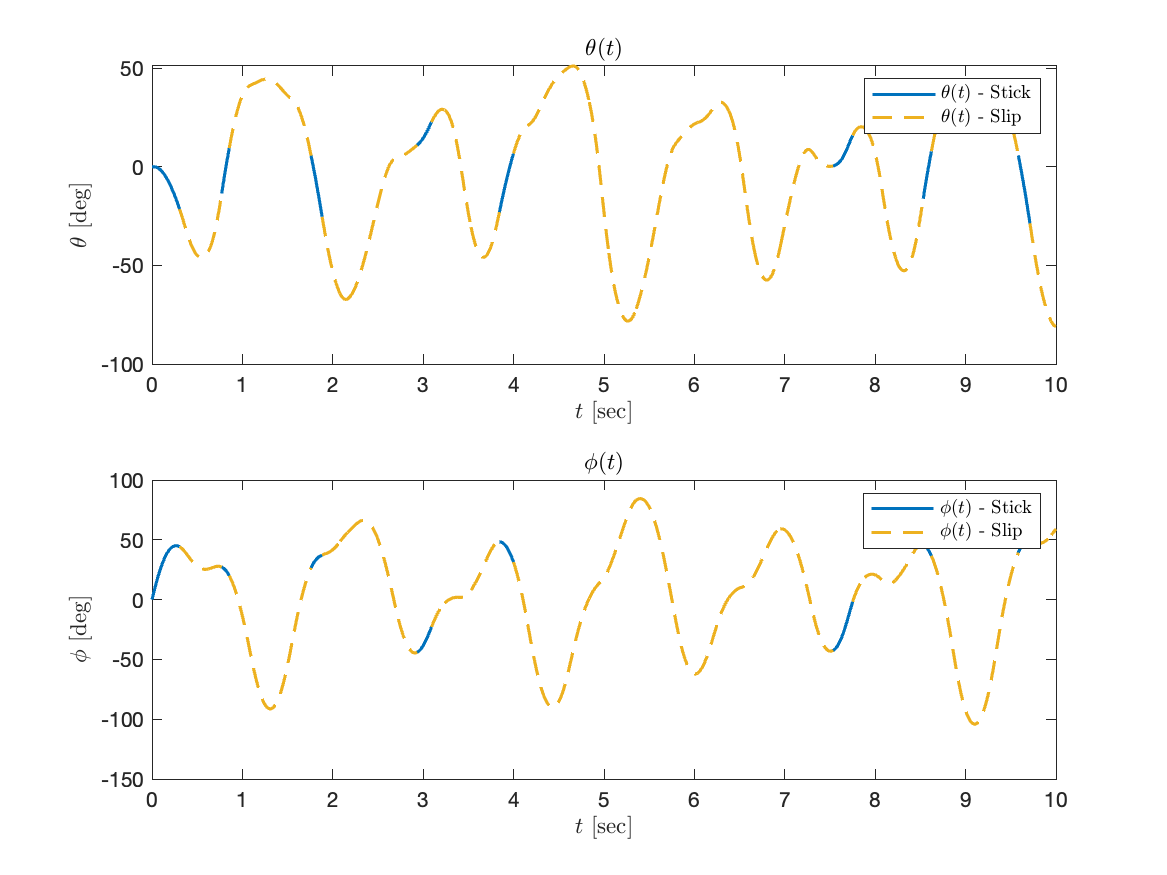 θ(t)
50
0
-50
-100
θ [deg]
θ(t) - Stick
θ(t) - Slip
0 1 2 3 4 5 6 7 8 9 10
t [sec]
ϕ(t)
100
50
0
-50
-100
-150
ϕ [deg]
ϕ(t) - Stick
ϕ(t) - Slip
0 1 2 3 4 5 6 7 8 9 10
t [sec]